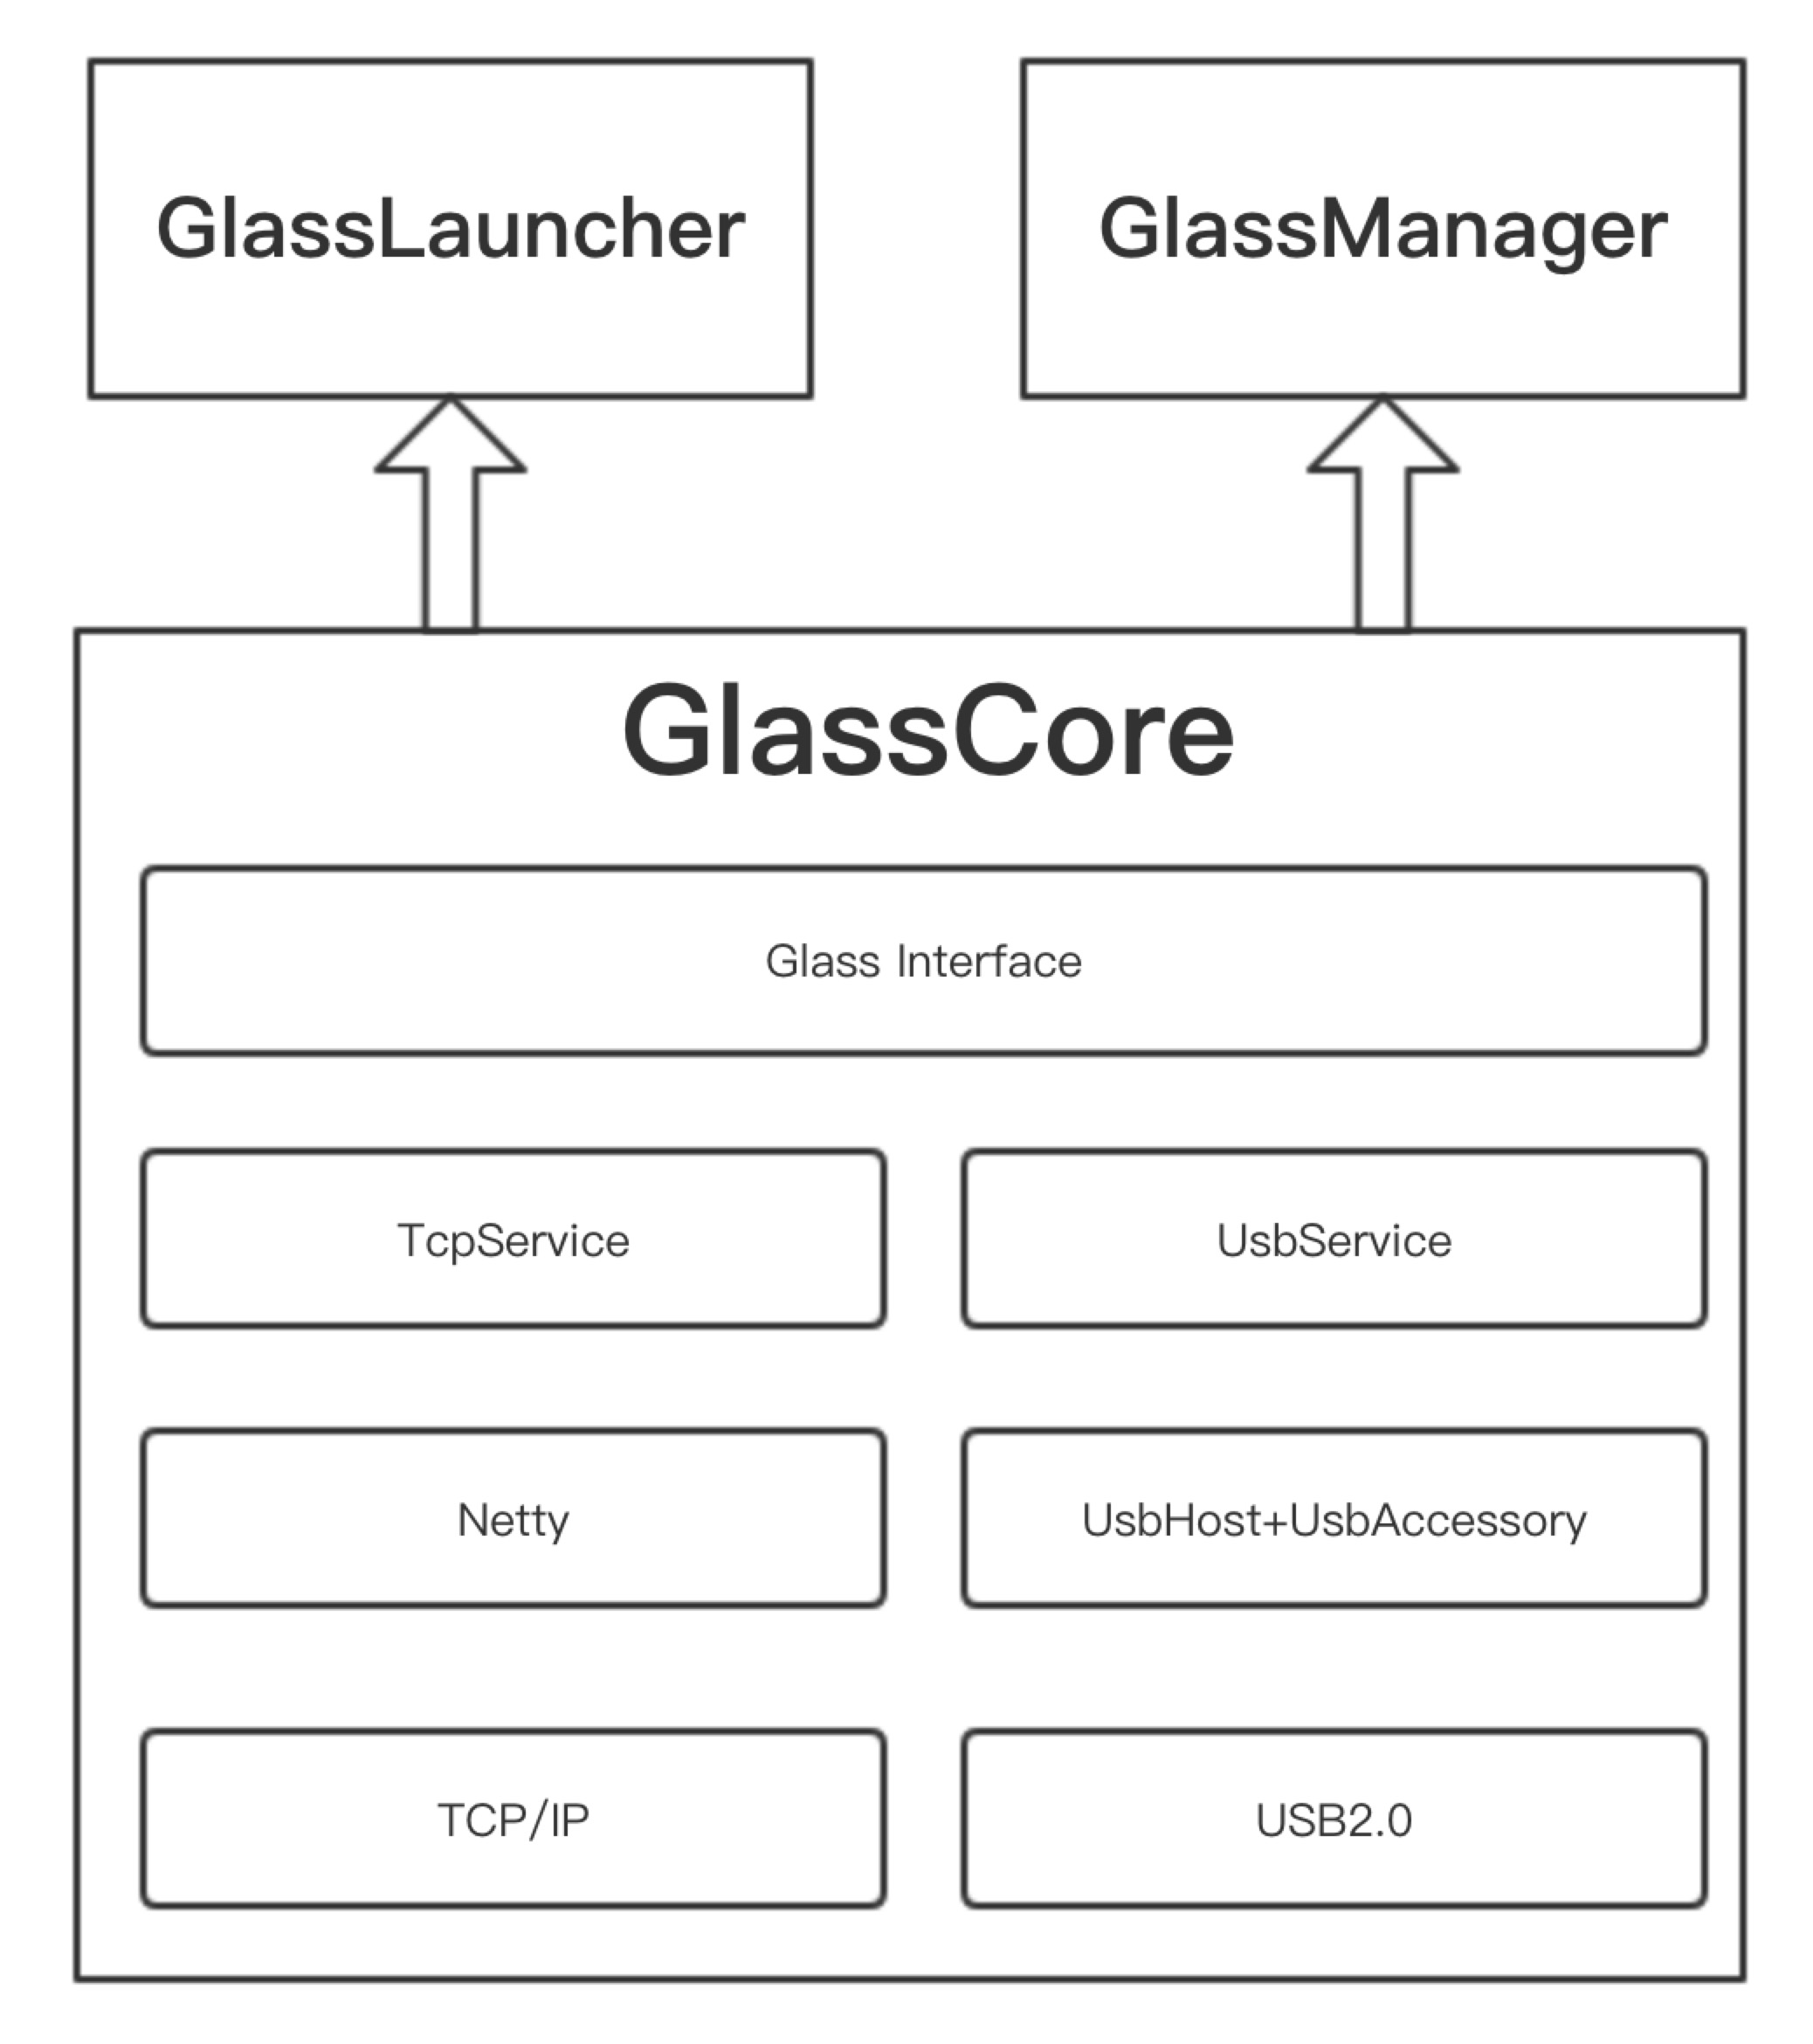 GlassLauncher
GlassManager
GlassCore
Glass Interface
TcpService
UsbService
Netty
UsbHost+UsbAccessory
TCP/IP
USB2.0